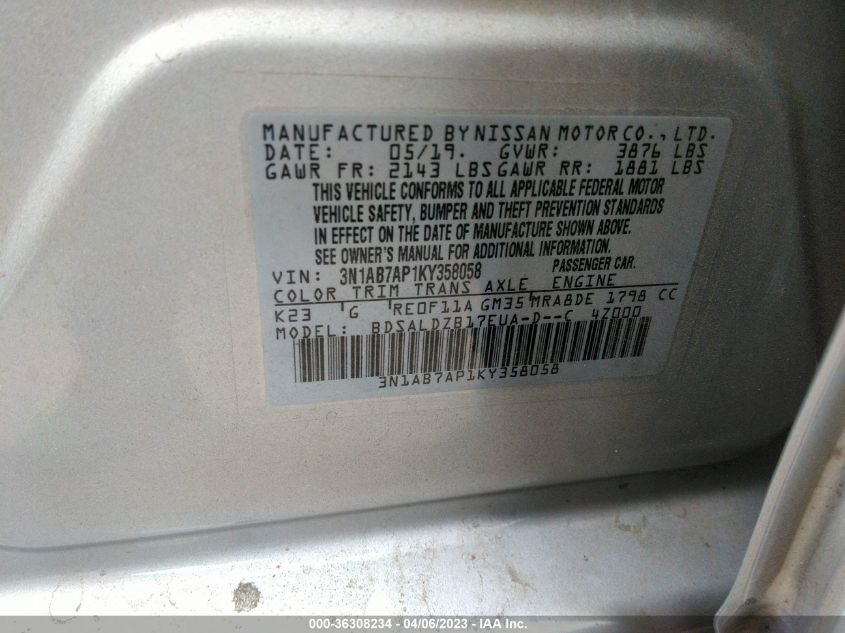 MANUFACTURED BY NISSAN MOTOR CO., LTD.
DATE: 05/19. GVWR: 3876 LBS
GAWR FR: 2143 LBS GAWR RR: 1881 LBS
THIS VEHICLE CONFORMS TO ALL APPLICABLE FEDERAL MOTOR
VEHICLE SAFETY, BUMPER AND THEFT PREVENTION STANDARDS
IN EFFECT ON THE DATE OF MANUFACTURE SHOWN ABOVE.
SEE OWNER'S MANUAL FOR ADDITIONAL INFORMATION.
VIN: 3N1AB7AP1KY358058 PASSENGER CAR.
COLOR TRIM TRANS AXLE ENGINE
K23 G RE0F11A GM35 MRA8DE 1798 CC
MODEL: BDSALDZB17EUA-D--C 4Z000
3N1AB7AP1KY358058
000-36308234 - 04/06/2023 - IAA Inc.